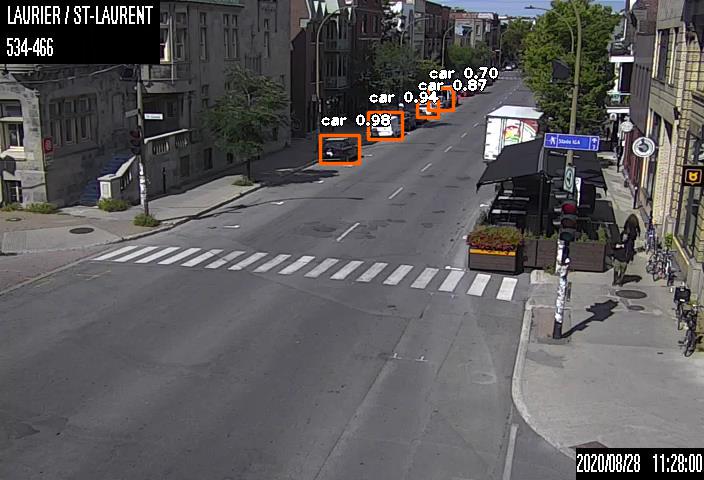 LAURIER / ST-LAURENT
534-466
car 0.70
car 0.87
car 0.94
car 0.98
2020/08/28 11:28:00